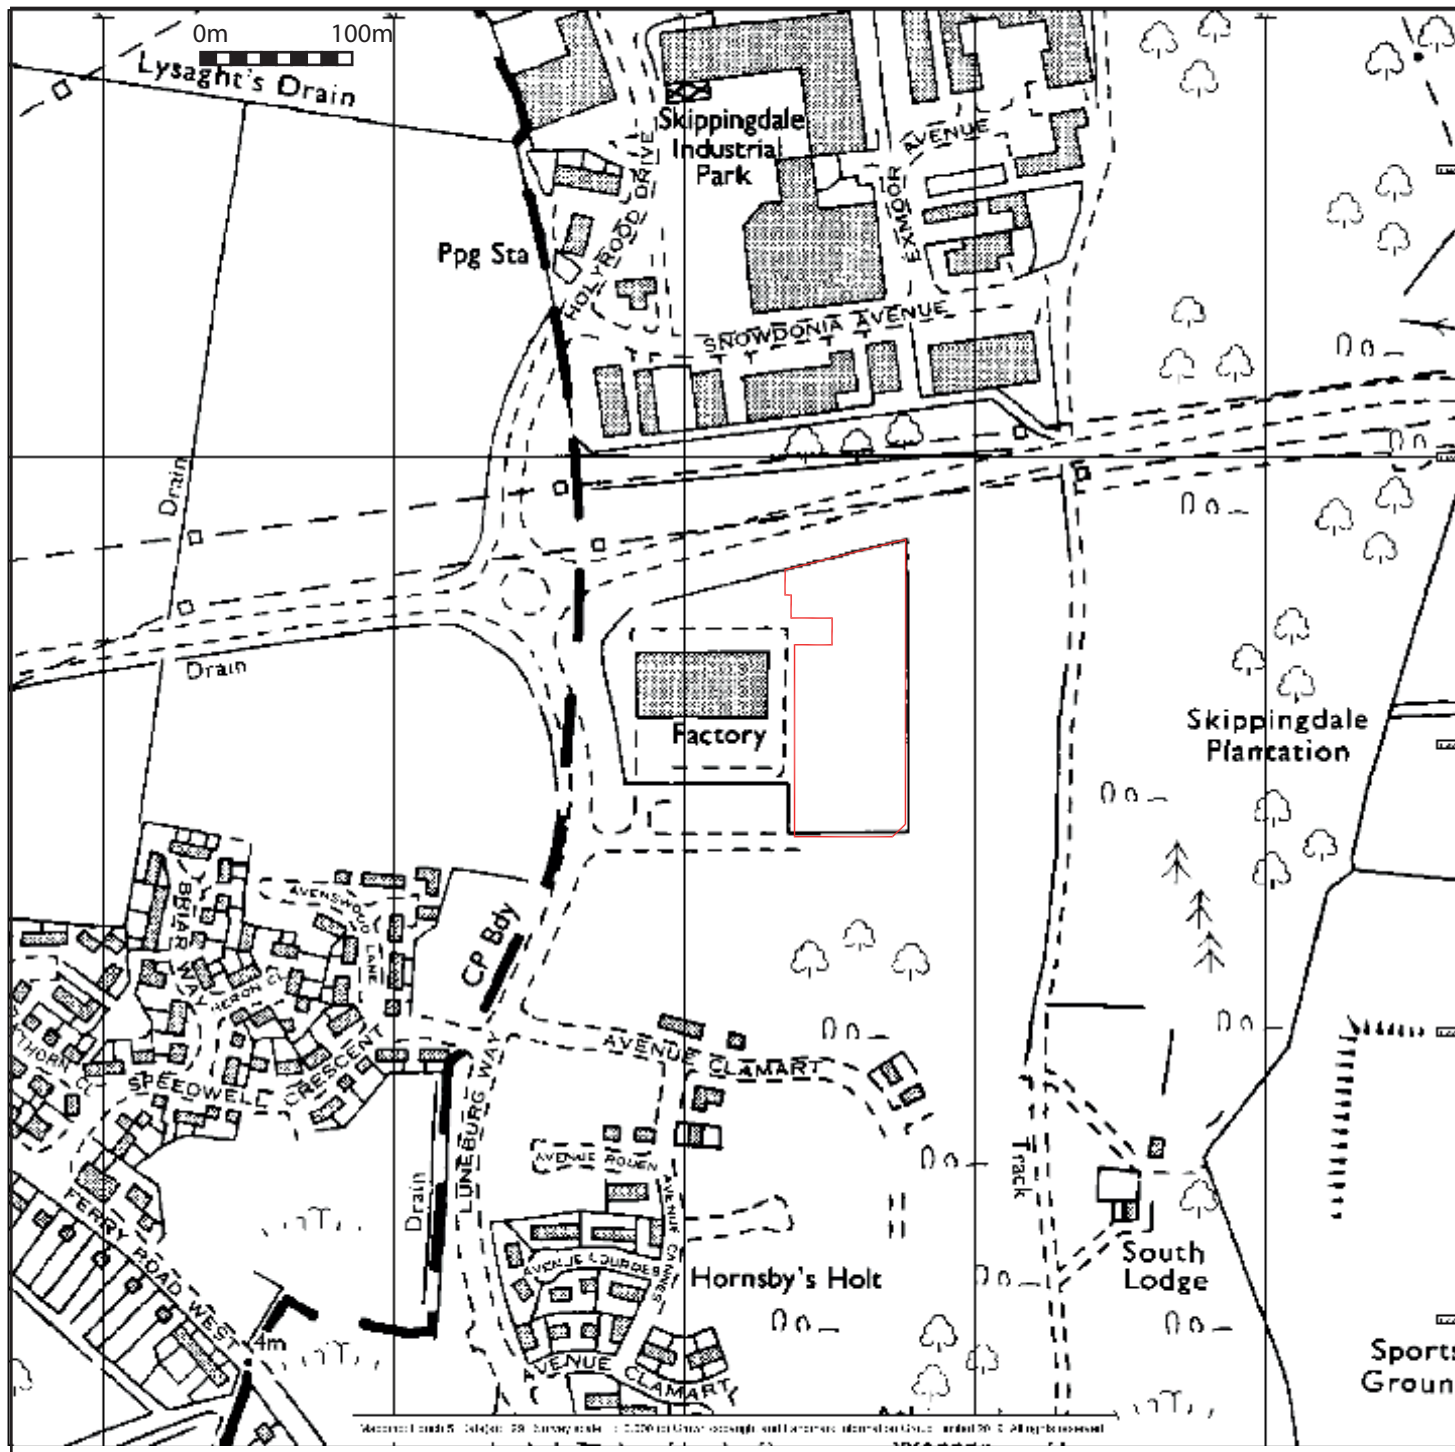 0m 100m
Lysaght's Drain
Skippingdale
Industrial
Park
HOLYROOD DRIVE
AVENUE
EXMOOR
Ppg Sta
SNOWDONIA AVENUE
Drain
Drain
Factory
Skippingdale
Plantation
BRIAR WAY
AVENSWOOD
LANE
HERON
CP Bdy
THORN
SPEEDWELL
CRESCENT
AVENUE
CLAMART
LUNEBURG WAY
AVENUE ROUEN
Track
Drain
AVENUE CANNES
FERRY ROAD WEST
AVENUE LOURDES
Hornsby's Holt
South
Lodge
4m
AVENUE
CLAMART
Sports
Groun